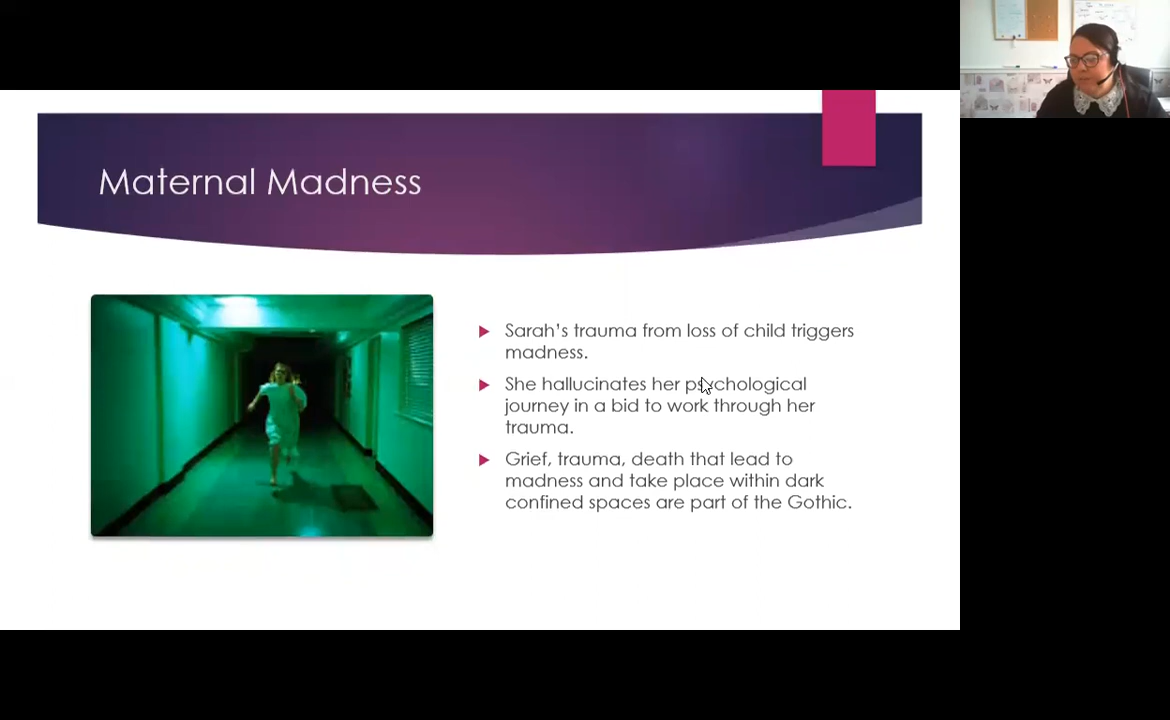 Maternal Madness
Sarah's trauma from loss of child triggers
madness.
She hallucinates her psychological
journey in a bid to work through her
trauma.
Grief, trauma, death that lead to
madness and take place within dark
confined spaces are part of the Gothic.